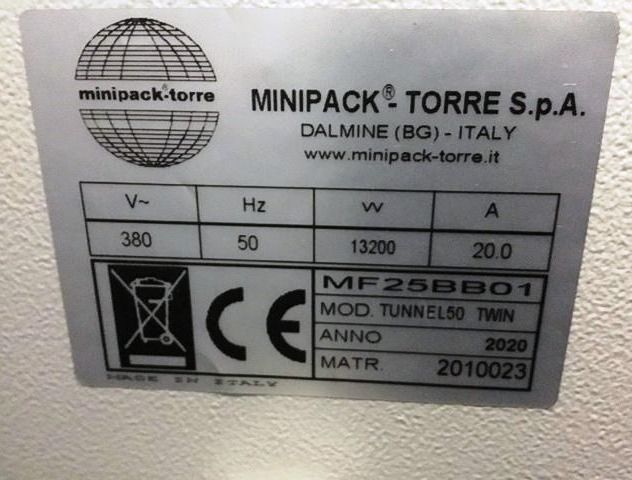 minipack®-torre
MINIPACK®- TORRE S.p.A.
DALMINE (BG) - ITALY
www.minipack-torre.it
V~ Hz W A
380 50 13200 20.0
MF25BB01
MOD. TUNNEL50 TWIN
ANNO 2020
MATR. 2010023
CE
MADE IN ITALY